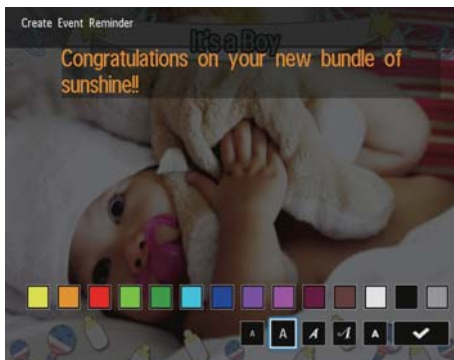 Create Event Reminder
It's a Boy
Congratulations on your new bundle of
sunshine!!
A A A A A